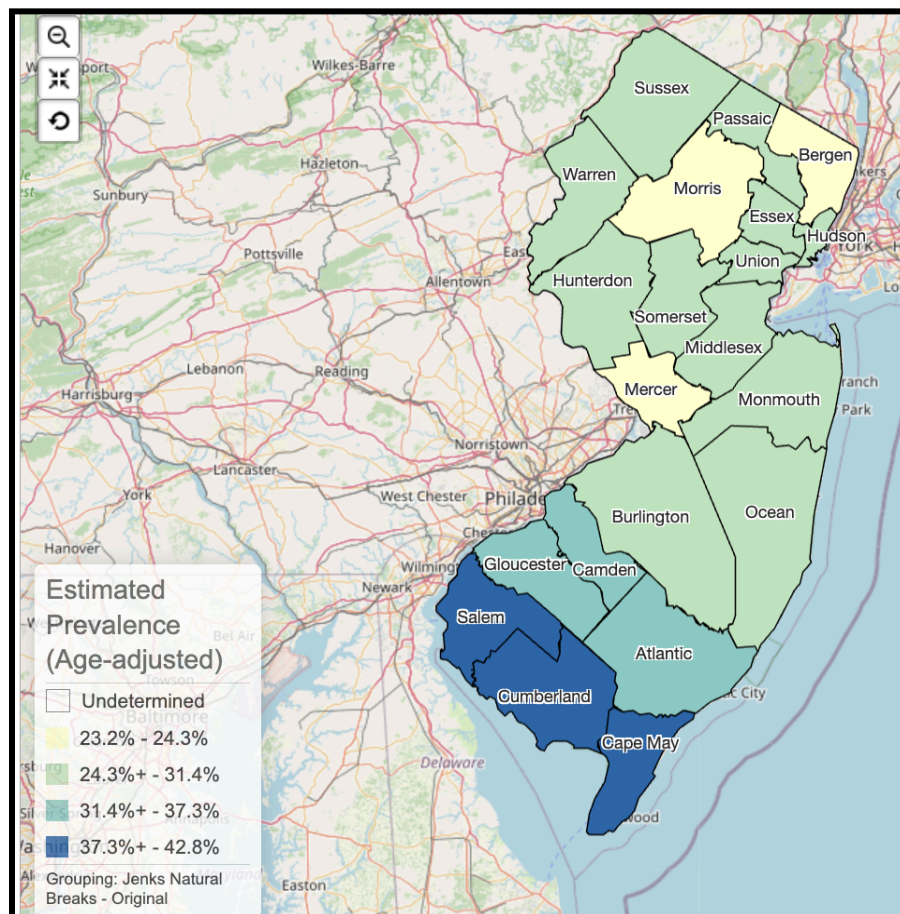 Wilkes-Barre
Sussex
Passaic
Bergen
Hazleton
Warren
Morris
Sunbury
Essex
Hudson
Pottsville
Union
Allentown
Hunterdon
Somerset
Middlesex
Lebanon
Reading
Mercer
Harrisburg
Monmouth
Park
Norristown
Lancaster
York
West Chester
Burlington
Ocean
Hanover
Gloucester
Camden
Newark
Salem
Atlantic
Cumberland
Cape May
Delaware
Easton
Estimated
Prevalence
(Age-adjusted)
Undetermined
23.2% - 24.3%
24.3%+ - 31.4%
31.4%+ - 37.3%
37.3%+ - 42.8%
Grouping: Jenks Natural
Breaks - Original